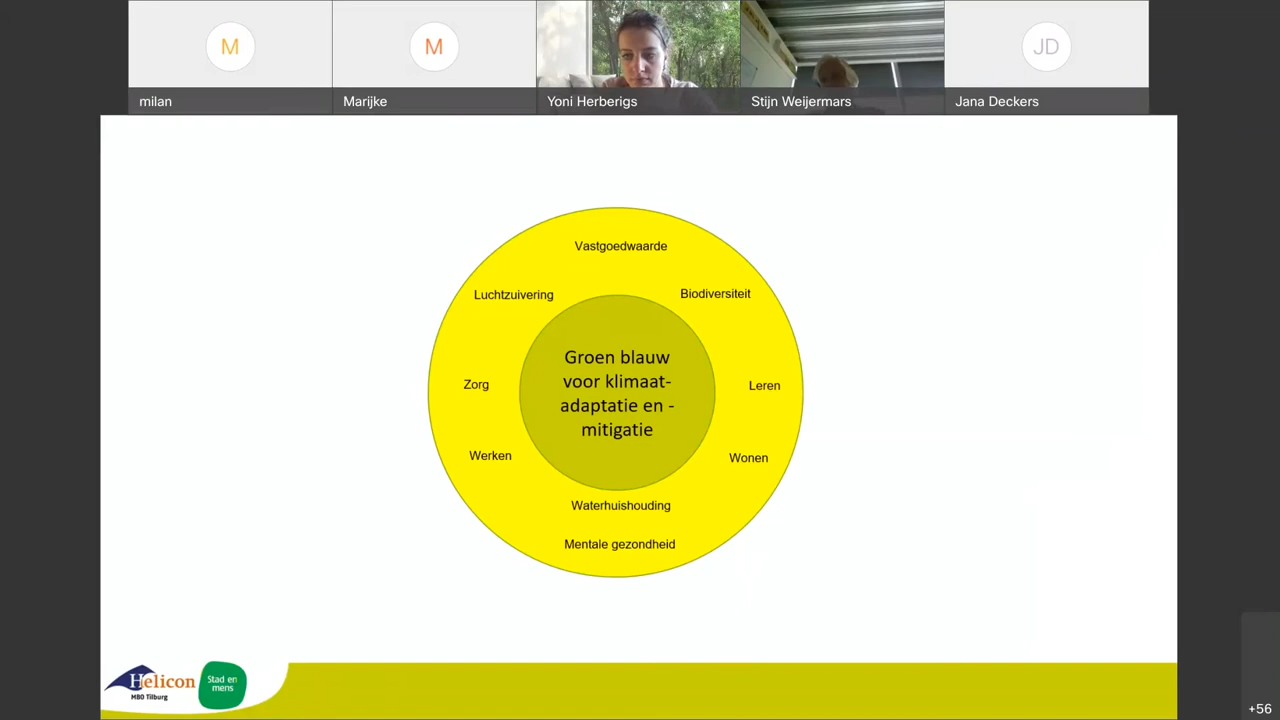 M
M
JD
milan
Marijke
Yoni Herberigs
Stijn Weijermars
Jana Deckers
Vastgoedwaarde
Luchtzuivering
Biodiversiteit
Groen blauw
voor klimaat-
adaptatie en -
mitigatie
Zorg
Leren
Werken
Wonen
Waterhuishouding
Mentale gezondheid
Helicon
MBO Tilburg
Stad en
mens
+56